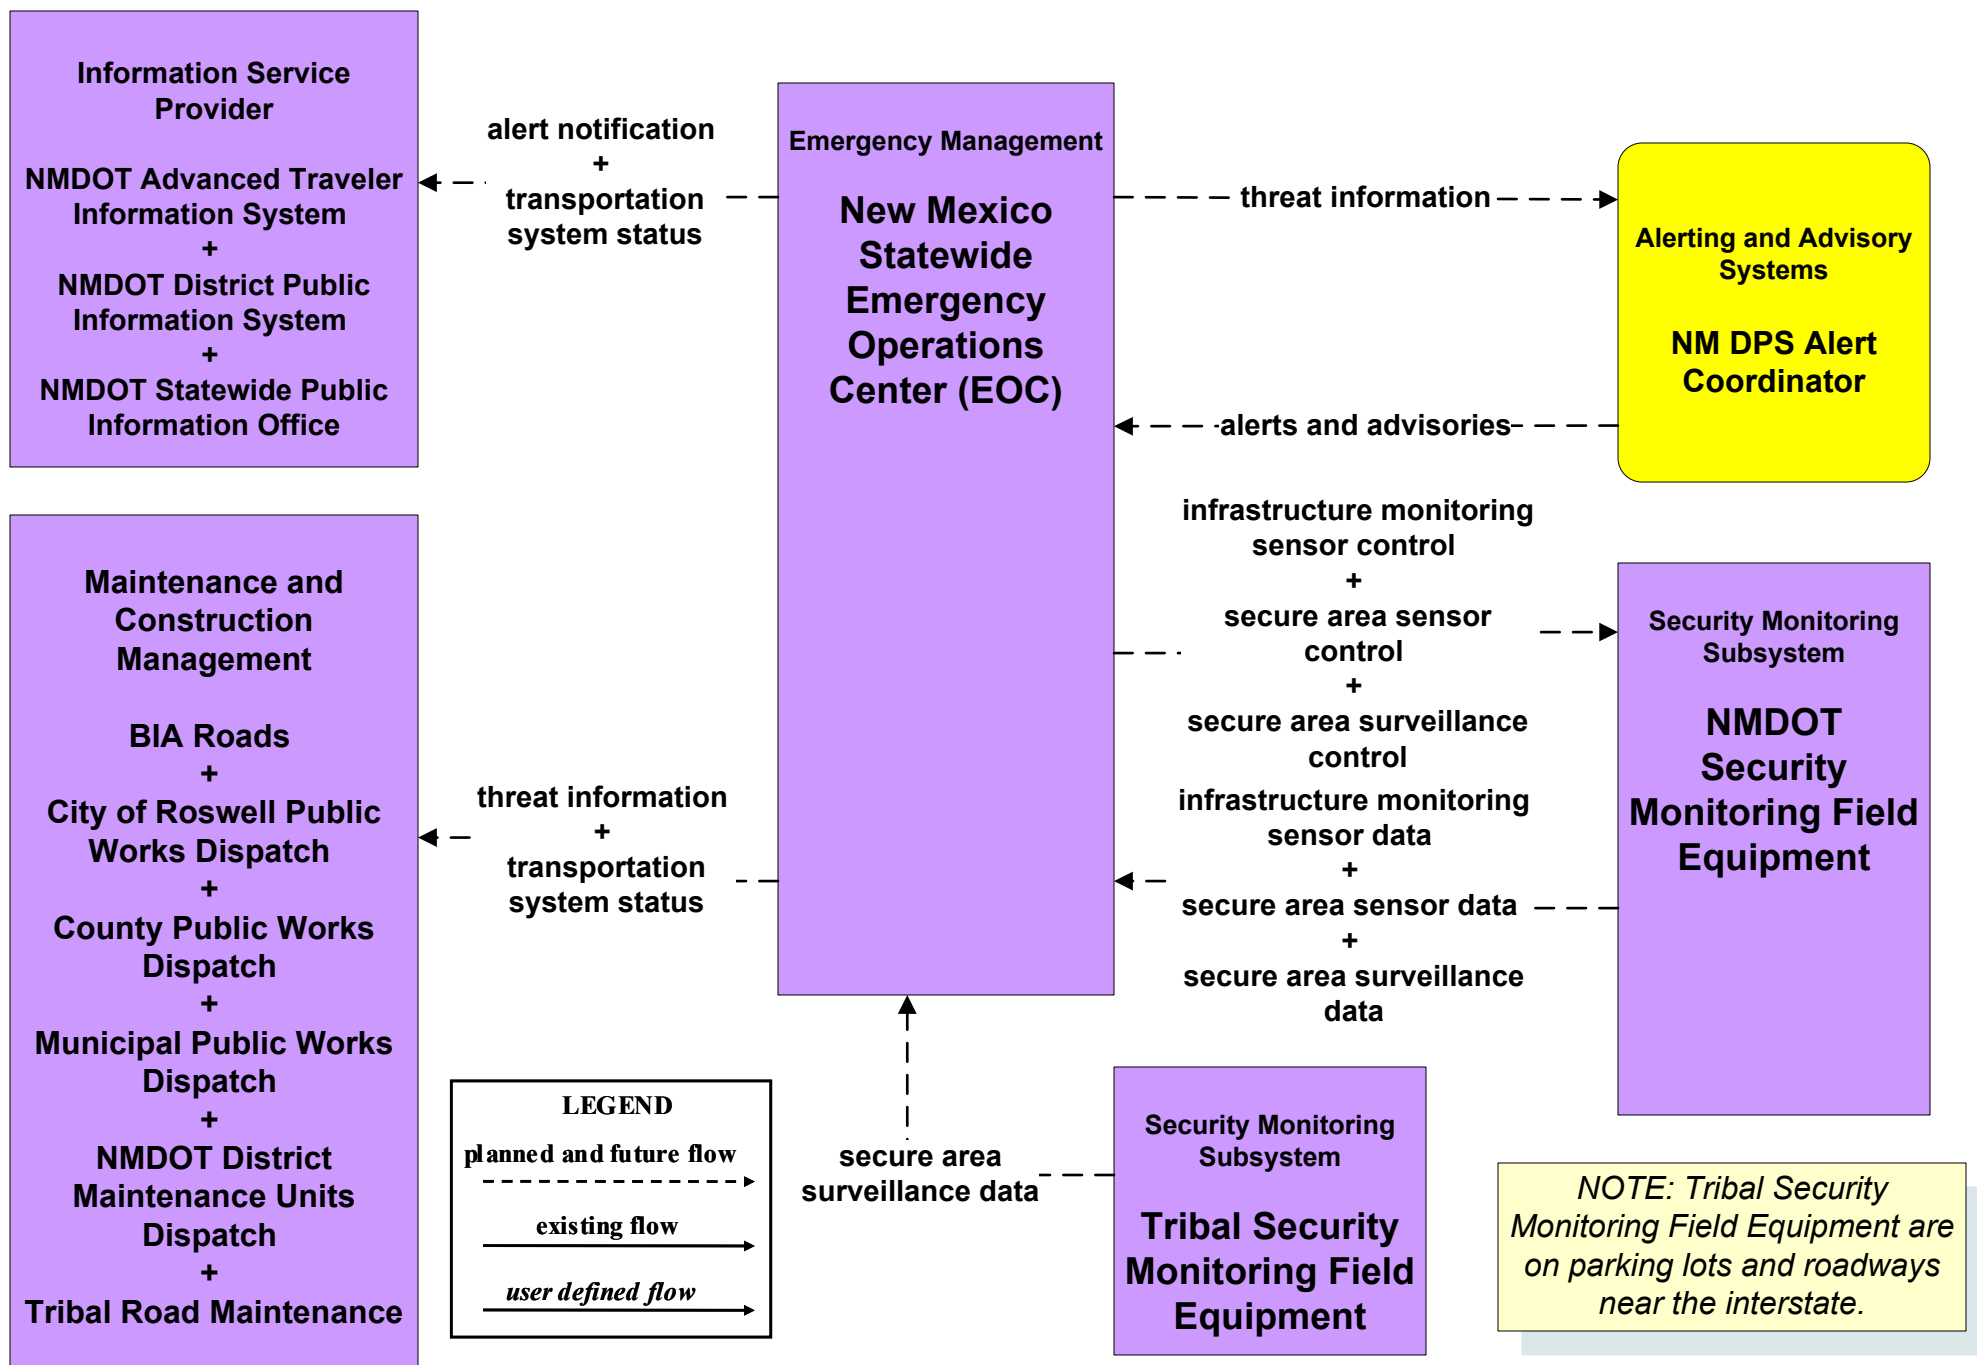 Information Service
Provider
NMDOT Advanced Traveler
Information System
+
NMDOT District Public
Information System
+
NMDOT Statewide Public
Information Office
alert notification
+
transportation
system status
Emergency Management
New Mexico
Statewide
Emergency
Operations
Center (EOC)
threat information
alerts and advisories
Alerting and Advisory
Systems
NM DPS Alert
Coordinator
Maintenance and
Construction
Management
BIA Roads
+
City of Roswell Public
Works Dispatch
+
County Public Works
Dispatch
+
Municipal Public Works
Dispatch
+
NMDOT District
Maintenance Units
Dispatch
+
Tribal Road Maintenance
threat information
+
transportation
system status
infrastructure monitoring
sensor control
+
secure area sensor
control
+
secure area surveillance
control
infrastructure monitoring
sensor data
+
secure area sensor data
+
secure area surveillance
data
Security Monitoring
Subsystem
NMDOT
Security
Monitoring Field
Equipment
LEGEND
planned and future flow
existing flow
user defined flow
secure area
surveillance data
Security Monitoring
Subsystem
Tribal Security
Monitoring Field
Equipment
NOTE: Tribal Security
Monitoring Field Equipment are
on parking lots and roadways
near the interstate.